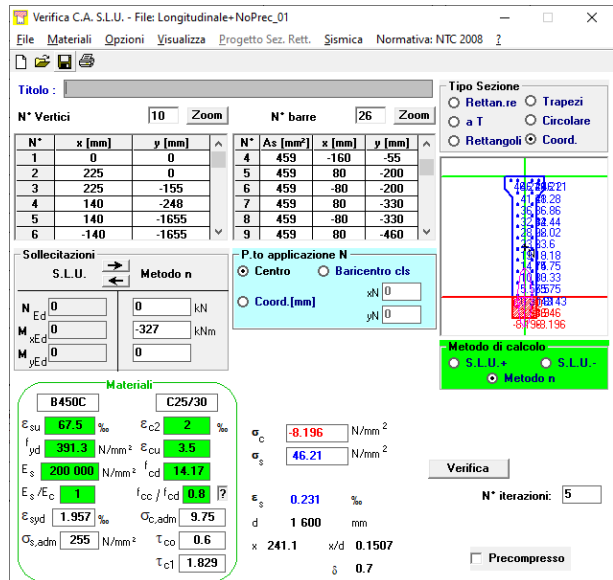 Verifica C.A. S.L.U. - File: Longitudinale+NoPrec_01
File Materiali Opzioni Visualizza Progetto Sez. Rett. Sismica Normativa: NTC 2008 ?
Titolo :
N* Vertici 10 Zoom N* barre 26 Zoom
N* x [mm] y [mm]
1 0 0
2 225 0
3 225 -155
4 140 -248
5 140 -1655
6 -140 -1655
N* As [mm²] x [mm] y [mm]
4 459 -160 -55
5 459 80 -200
6 459 -80 -200
7 459 80 -330
8 459 -80 -330
9 459 80 -460
Tipo Sezione
Rettan.re Trapezi
a T Circolare
Rettangoli Coord.
Sollecitazioni
S.L.U. Metodo n
N Ed 0 0 kN
M xEd 0 -327 kNm
M yEd 0 0
P.to applicazione N
Centro Baricentro cls
Coord.[mm] xN 0
yN 0
Metodo di calcolo
S.L.U.+ S.L.U.-
Metodo n
Materiali
B450C C25/30
εsu 67.5 ‰ εc2 2 ‰
fyd 391.3 N/mm² εcu 3.5
Es 200 000 N/mm² fcd 14.17
Es/Ec 1 fcc / fcd 0.8 ?
εsyd 1.957 ‰ σc,adm 9.75
σs,adm 255 N/mm² τco 0.6
τc1 1.829
σc -8.196 N/mm²
σs 46.21 N/mm²
εs 0.231 ‰
d 1 600 mm
x 241.1 x/d 0.1507
δ 0.7
Verifica
N* iterazioni: 5
Precompresso